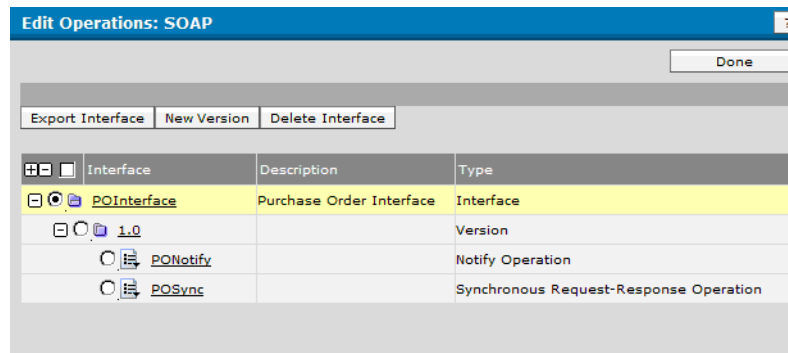 Edit Operations: SOAP
?
Done
Export Interface New Version Delete Interface
Interface Description Type
POInterface Purchase Order Interface Interface
1.0 Version
PONotify Notify Operation
POSync Synchronous Request-Response Operation